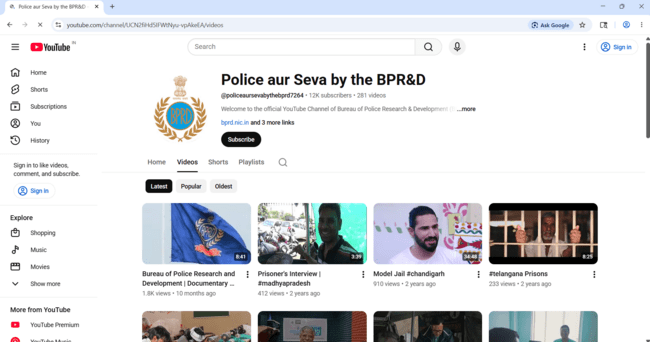 Police aur Seva by the BPR&D
youtube.com/channel/UCN2fiHdSlFWtNyu-vpAkeEA/videos
Ask Google
YouTube
IN
Search
Sign in
Home
Shorts
Subscriptions
You
History
Sign in to like videos,
comment, and subscribe.
Sign in
Explore
Shopping
Music
Movies
Show more
More from YouTube
YouTube Premium
YouTube Music
BPRD
Police aur Seva by the BPR&D
@policeaursevabythebprd7264 • 12K subscribers • 281 videos
Welcome to the official YouTube Channel of Bureau of Police Research & Development ...more
bprd.nic.in and 3 more links
Subscribe
Home Videos Shorts Playlists
Latest Popular Oldest
8:41
Bureau of Police Research and
Development | Documentary ...
1.8K views • 10 months ago
3:39
Prisoner's Interview |
#madhyapradesh
412 views • 2 years ago
34:48
Model Jail #chandigarh
910 views • 2 years ago
8:25
#telangana Prisons
233 views • 2 years ago